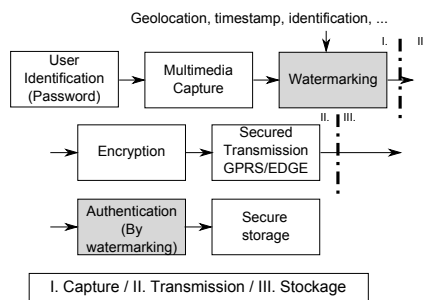 Geolocation, timestamp, identification, ...
User
Identification
(Password)
Multimedia
Capture
Watermarking
I.
II.
Encryption
Secured
Transmission
GPRS/EDGE
II.
III.
Authentication
(By
watermarking)
Secure
storage
I. Capture / II. Transmission / III. Stockage